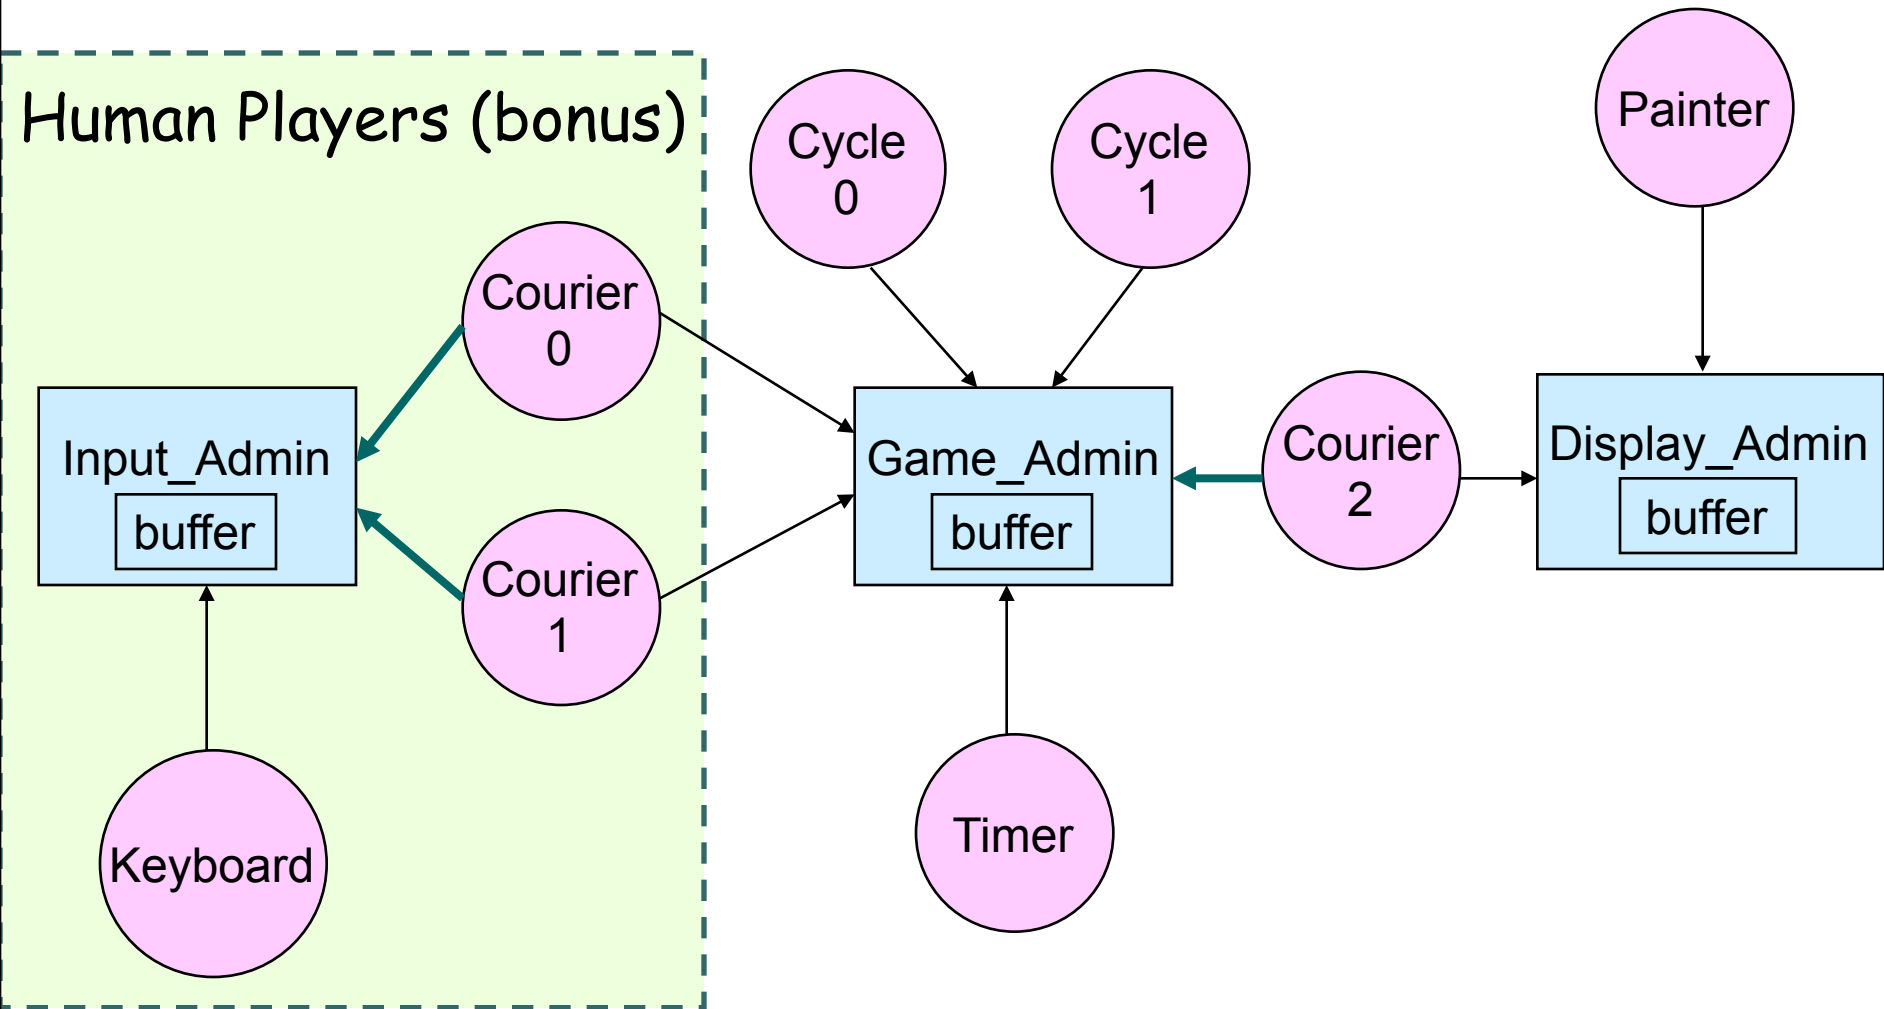 Human Players (bonus)
Cycle
0
Cycle
1
Painter
Courier
0
Input_Admin
buffer
Courier
1
Keyboard
Game_Admin
buffer
Timer
Courier
2
Display_Admin
buffer